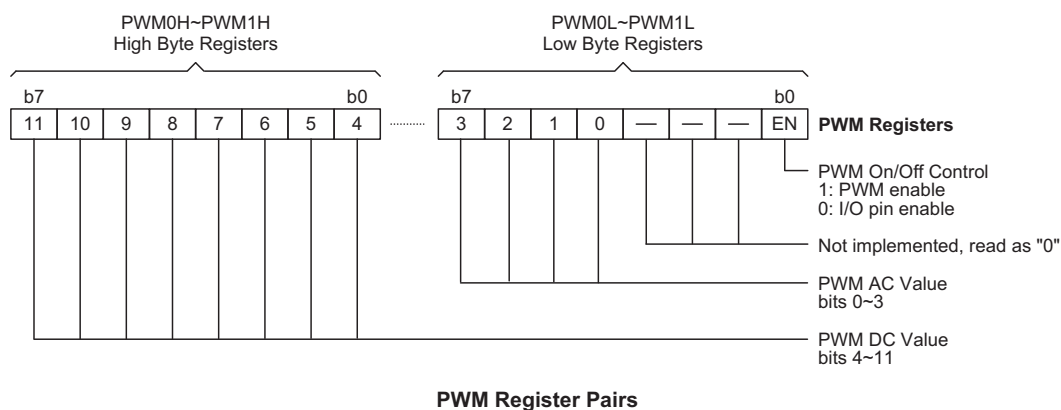 PWM0H~PWM1H
High Byte Registers
PWM0L~PWM1L
Low Byte Registers
b7 b0 b7 b0
11 10 9 8 7 6 5 4 3 2 1 0 — — — EN PWM Registers
PWM On/Off Control
1: PWM enable
0: I/O pin enable
Not implemented, read as "0"
PWM AC Value
bits 0~3
PWM DC Value
bits 4~11
PWM Register Pairs